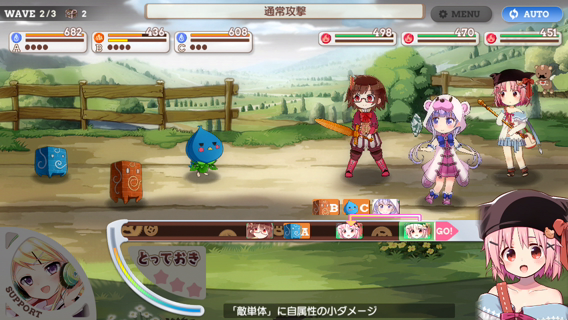 WAVE 2/3 2
通常攻撃
MENU
AUTO
682
A
436
B
608
C
498
470
451
B C
A
GO!
とっておき
SUPPORT
「敵単体」に自属性の小ダメージ